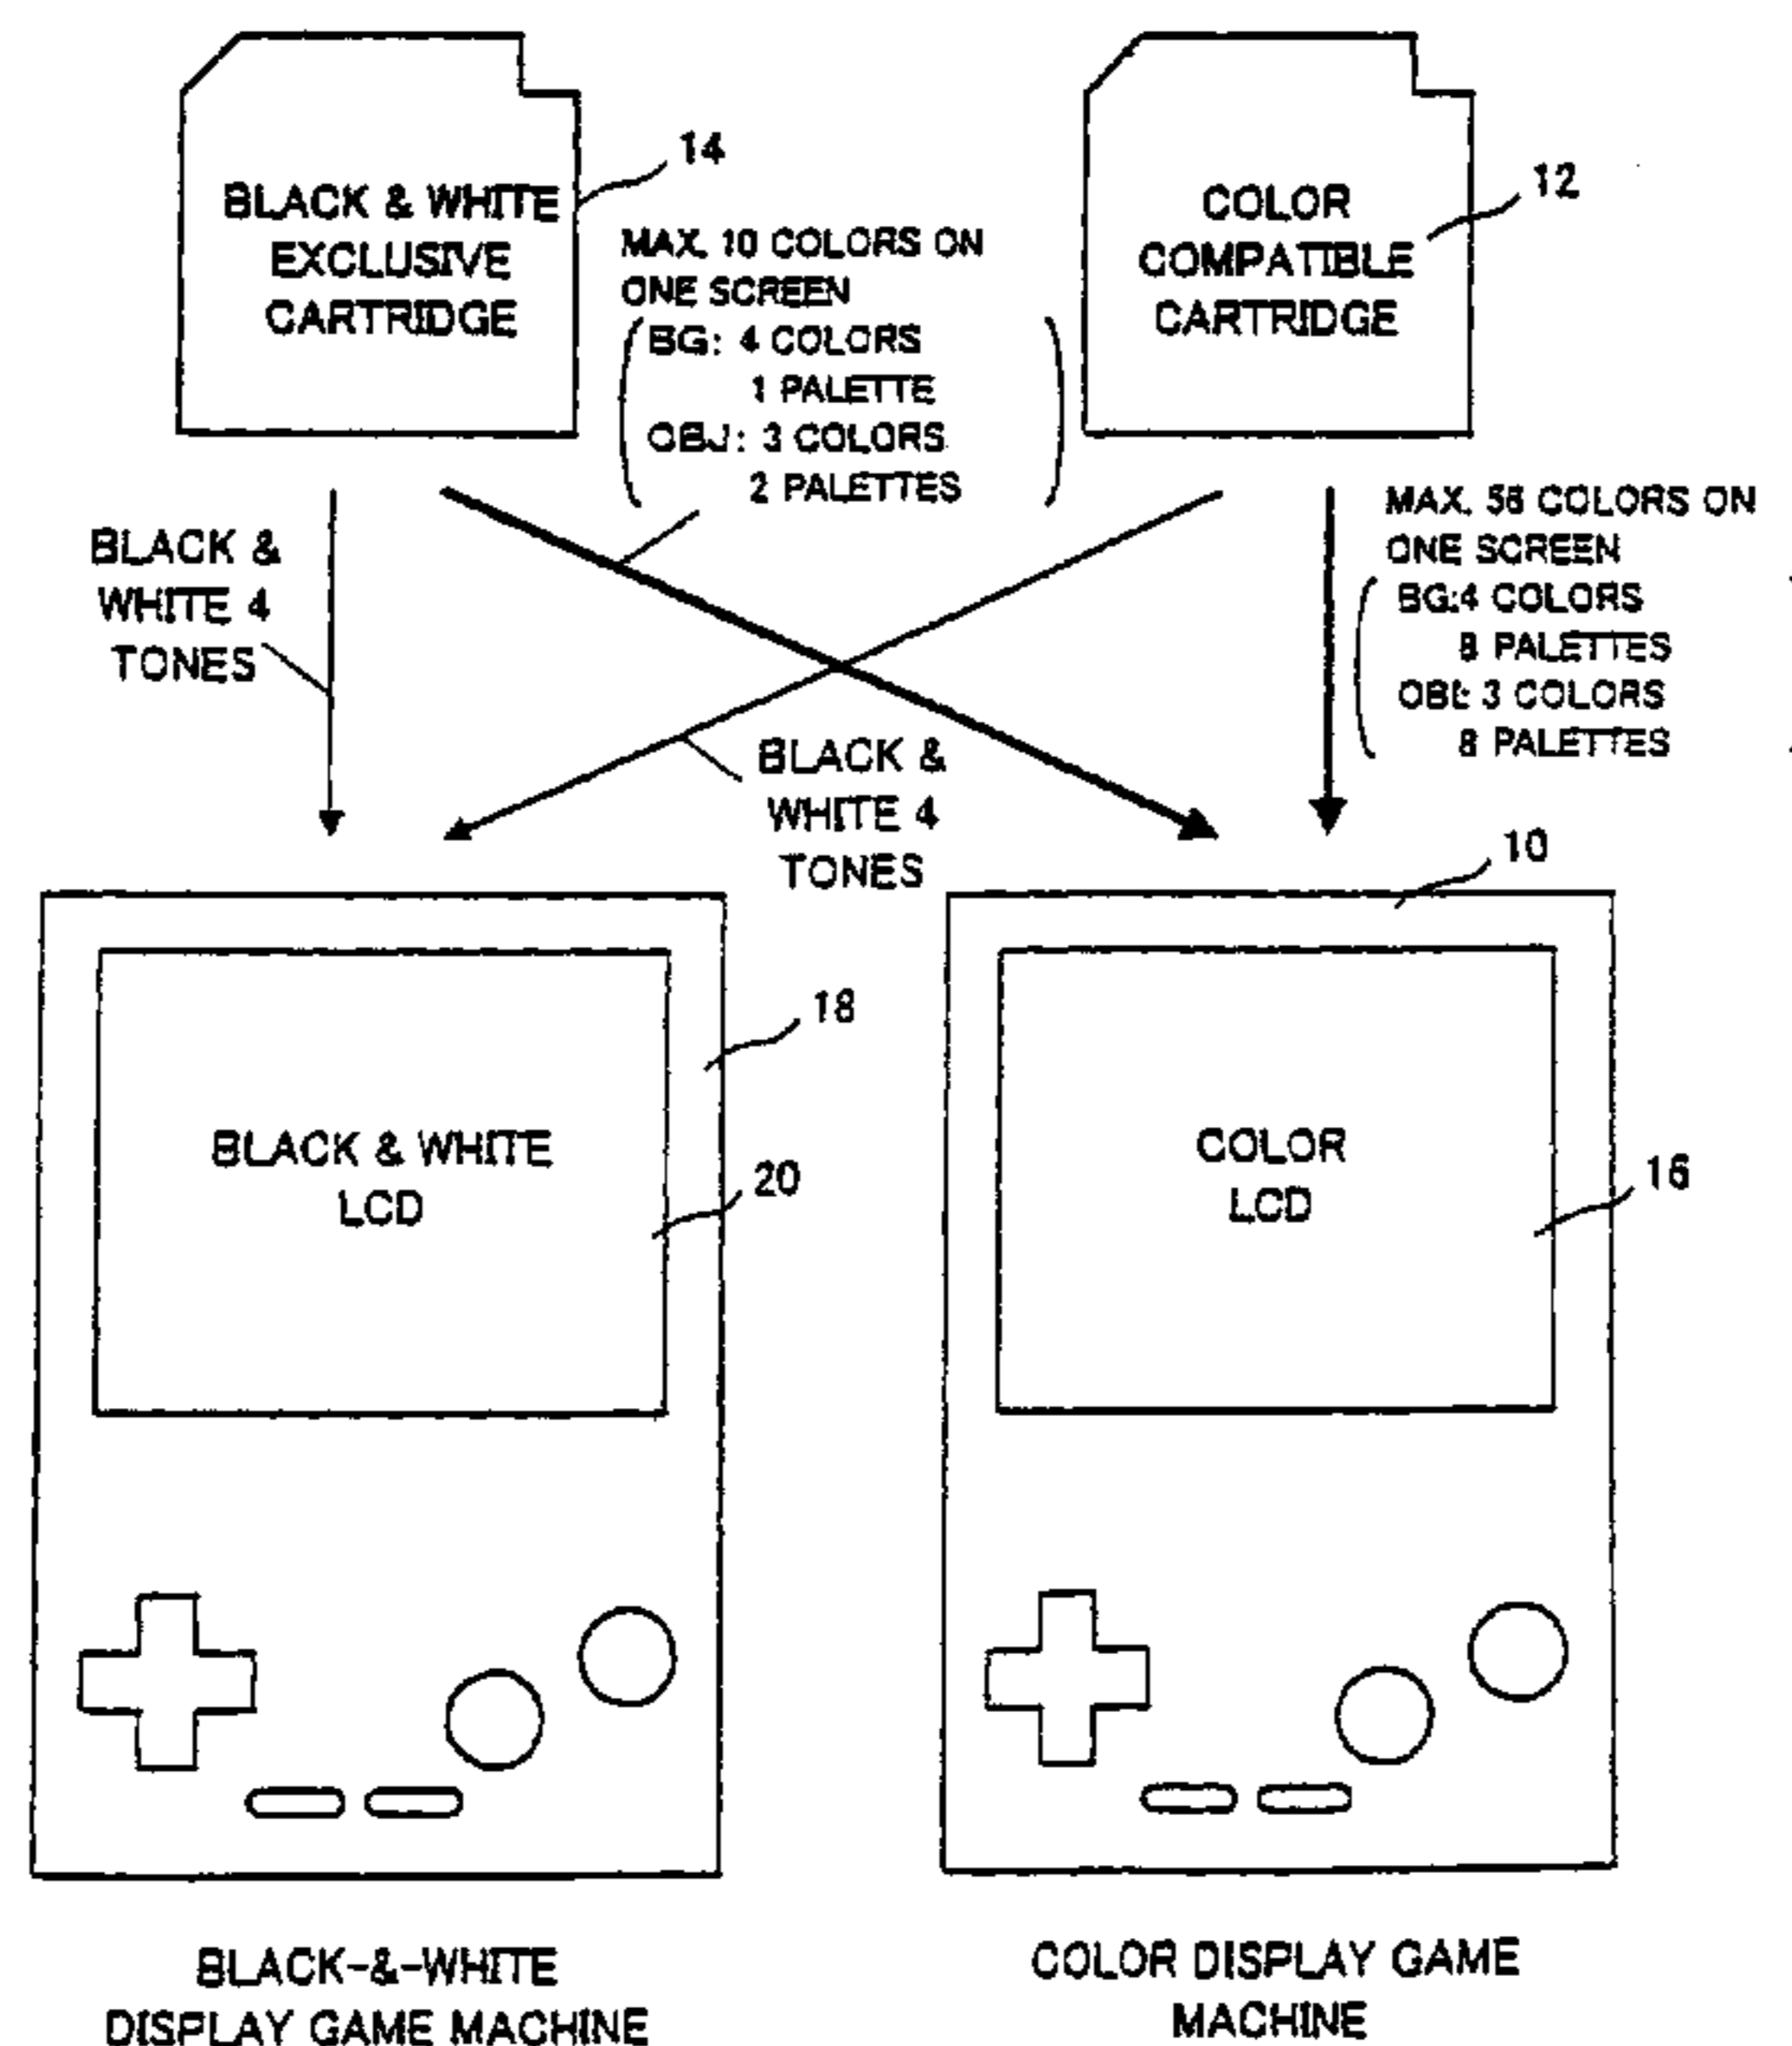 BLACK & WHITE
EXCLUSIVE
CARTRIDGE
14
MAX. 10 COLORS ON
ONE SCREEN
BG: 4 COLORS
1 PALETTE
OBJ: 3 COLORS
2 PALETTES
COLOR
COMPATIBLE
CARTRIDGE
12
BLACK &
WHITE 4
TONES
BLACK &
WHITE 4
TONES
MAX. 56 COLORS ON
ONE SCREEN
BG:4 COLORS
8 PALETTES
OBJ: 3 COLORS
8 PALETTES
10
18
BLACK & WHITE
LCD
20
COLOR
LCD
16
BLACK-&-WHITE
DISPLAY GAME MACHINE
COLOR DISPLAY GAME
MACHINE